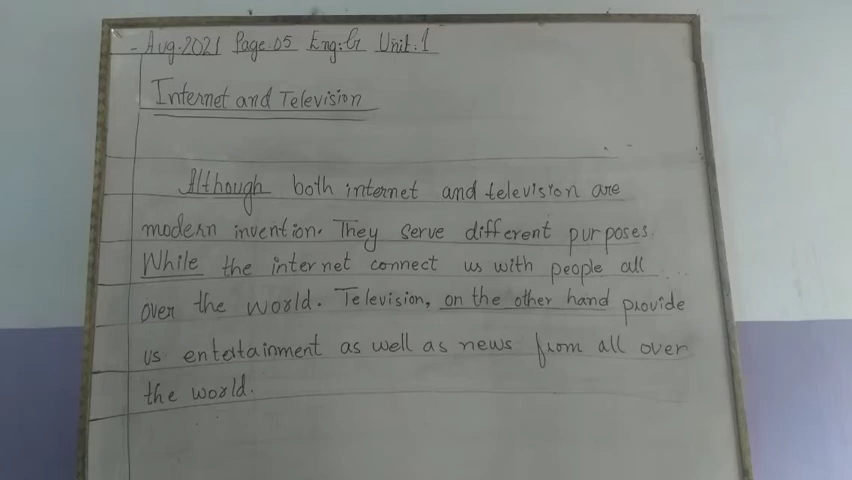 - Aug.2021 Page.05 Eng:G Unit.1
Internet and Television
Although both internet and television are
modern invention. They serve different purposes.
While the internet connect us with people all ...
over the world. Television, on the other hand provide
us entertainment as well as news from all over
the world.